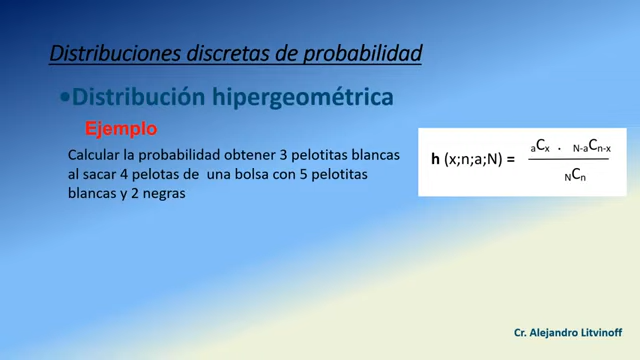 Distribuciones discretas de probabilidad
•Distribución hipergeométrica
Ejemplo
Calcular la probabilidad obtener 3 pelotitas blancas
al sacar 4 pelotas de una bolsa con 5 pelotitas
blancas y 2 negras
h (x;n;a;N) = 
aCx . N-aCn-x
NCn
Cr. Alejandro Litvinoff